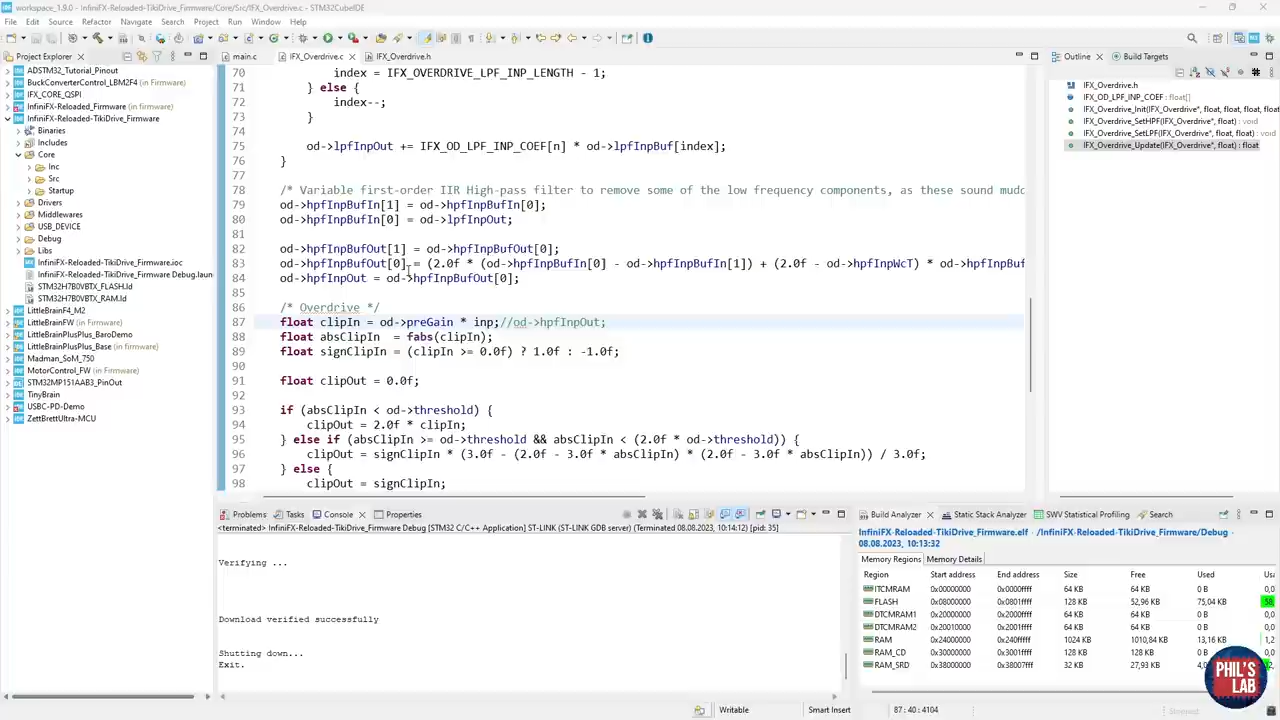 workspace_1.9.0 - InfiniFX-Reloaded-TikiDrive_Firmware/Core/Src/IFX_Overdrive.c - STM32CubeIDE
File Edit Source Refactor Navigate Search Project Run Window Help
Project Explorer
ADSTM32_Tutorial_Pinout
BuckConverterControl_LBM2F4 (in Firmware)
IFX_CORE_QSPI
InfiniFX-Reloaded_Firmware (in firmware)
InfiniFX-Reloaded-TikiDrive_Firmware
Binaries
Includes
Core
Inc
Src
Startup
Drivers
Middlewares
USB_DEVICE
Debug
Libs
InfiniFX-Reloaded-TikiDrive_Firmware.ioc
InfiniFX-Reloaded-TikiDrive_Firmware Debug.laun
STM32H7B0VBTX_FLASH.ld
STM32H7B0VBTX_RAM.ld
LittleBrainF4_M2
LittleBrainFW (in Firmware)
LittleBrainPlusPlus_BaroDemo
LittleBrainPlusPlus_Base (in Firmware)
Madman_SoM_750
MotorControl_FW (in Firmware)
STM32MP151AAB3_PinOut
TinyBrain
USBC-PD-Demo
ZettBrettUltra-MCU
main.c IFX_Overdrive.c IFX_Overdrive.h
70 index = IFX_OVERDRIVE_LPF_INP_LENGTH - 1;
71 } else {
72 index--;
73 }
74
75 od->lpfInpOut += IFX_OD_LPF_INP_COEF[n] * od->lpfInpBuf[index];
76 }
77
78 /* Variable first-order IIR High-pass filter to remove some of the low frequency components, as these sound mudd
79 od->hpfInpBufIn[1] = od->hpfInpBufIn[0];
80 od->hpfInpBufIn[0] = od->lpfInpOut;
81
82 od->hpfInpBufOut[1] = od->hpfInpBufOut[0];
83 od->hpfInpBufOut[0] = (2.0f * (od->hpfInpBufIn[0] - od->hpfInpBufIn[1]) + (2.0f - od->hpfInpWcT) * od->hpfInpBuf
84 od->hpfInpOut = od->hpfInpBufOut[0];
85
86 /* Overdrive */
87 float clipIn = od->preGain * inp;//od->hpfInpOut;
88 float absClipIn = fabs(clipIn);
89 float signClipIn = (clipIn >= 0.0f) ? 1.0f : -1.0f;
90
91 float clipOut = 0.0f;
92
93 if (absClipIn < od->threshold) {
94 clipOut = 2.0f * clipIn;
95 } else if (absClipIn >= od->threshold && absClipIn < (2.0f * od->threshold)) {
96 clipOut = signClipIn * (3.0f - (2.0f - 3.0f * absClipIn) * (2.0f - 3.0f * absClipIn)) / 3.0f;
97 } else {
98 clipOut = signClipIn;
Outline Build Targets
IFX_Overdrive.h
IFX_OD_LPF_INP_COEF : float[]
IFX_Overdrive_Init(IFX_Overdrive*, float, float, float, floa
IFX_Overdrive_SetHPF(IFX_Overdrive*, float) : void
IFX_Overdrive_SetLPF(IFX_Overdrive*, float, float) : void
IFX_Overdrive_Update(IFX_Overdrive*, float) : float
Problems Tasks Console Properties
<terminated> InfiniFX-Reloaded-TikiDrive_Firmware Debug [STM32 C/C++ Application] ST-LINK (ST-LINK GDB server) (Terminated 08.08.2023, 10:14:12) [pid: 35]
Verifying ...
Download verified successfully
Shutting down...
Exit.
Build Analyzer Static Stack Analyzer SWV Statistical Profiling Search
InfiniFX-Reloaded-TikiDrive_Firmware.elf - /InfiniFX-Reloaded-TikiDrive_Firmware/Debug -
08.08.2023, 10:13:32
Memory Regions Memory Details
Region Start address End address Size Free Used Usa
ITCMRAM 0x00000000 0x0000ffff 64 KB 64 KB 0 B 0,0
FLASH 0x08000000 0x0801ffff 128 KB 52,96 KB 75,04 KB 38,
DTCMRAM1 0x20000000 0x2000ffff 64 KB 64 KB 0 B 0,0
DTCMRAM2 0x20010000 0x2001ffff 64 KB 64 KB 0 B 0,0
RAM 0x24000000 0x240fffff 1024 KB 1010,84 KB 13,16 KB 1,2
RAM_CD 0x30000000 0x3001ffff 128 KB 128 KB 0 B 0,0
RAM_SRD 0x38000000 0x38007fff 32 KB 27,93 KB
PHIL'S
LAB
Writable Smart Insert 87 : 40 : 4104